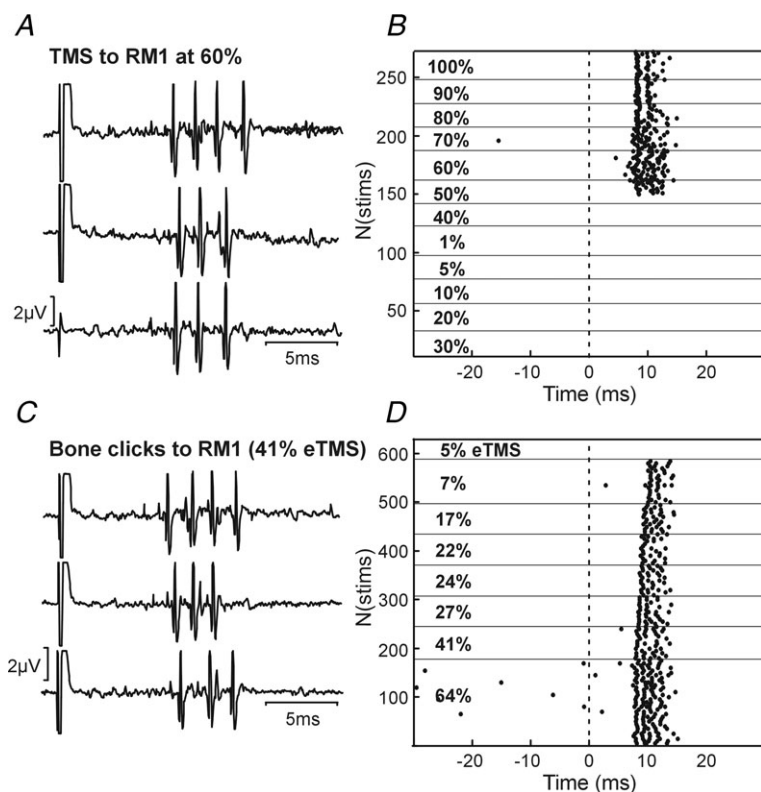 A
TMS to RM1 at 60%
2μV
5ms
B
N(stims)
250
200
150
100
50
100%
90%
80%
70%
60%
50%
40%
1%
5%
10%
20%
30%
-20 -10 0 10 20
Time (ms)
C
Bone clicks to RM1 (41% eTMS)
2μV
5ms
D
N(stims)
600
500
400
300
200
100
5% eTMS
7%
17%
22%
24%
27%
41%
64%
-20 -10 0 10 20
Time (ms)